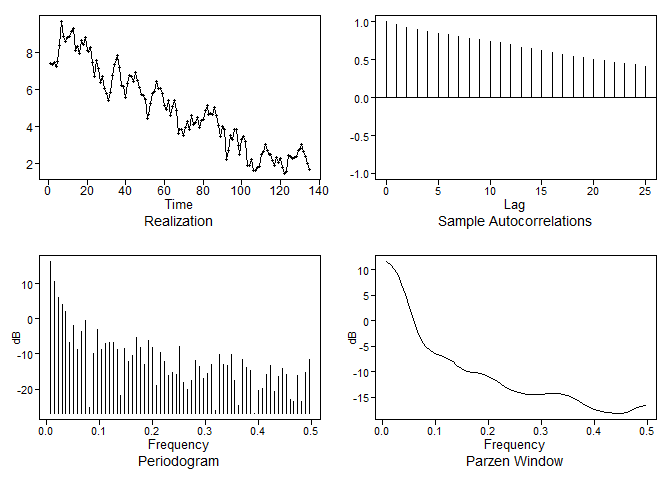 8
6
4
2
0 20 40 60 80 100 120 140
Time
Realization
1.0
0.5
0.0
-0.5
-1.0
0 5 10 15 20 25
Lag
Sample Autocorrelations
10
0
-10
-20
dB
0.0 0.1 0.2 0.3 0.4 0.5
Frequency
Periodogram
10
5
0
-5
-10
-15
dB
0.0 0.1 0.2 0.3 0.4 0.5
Frequency
Parzen Window